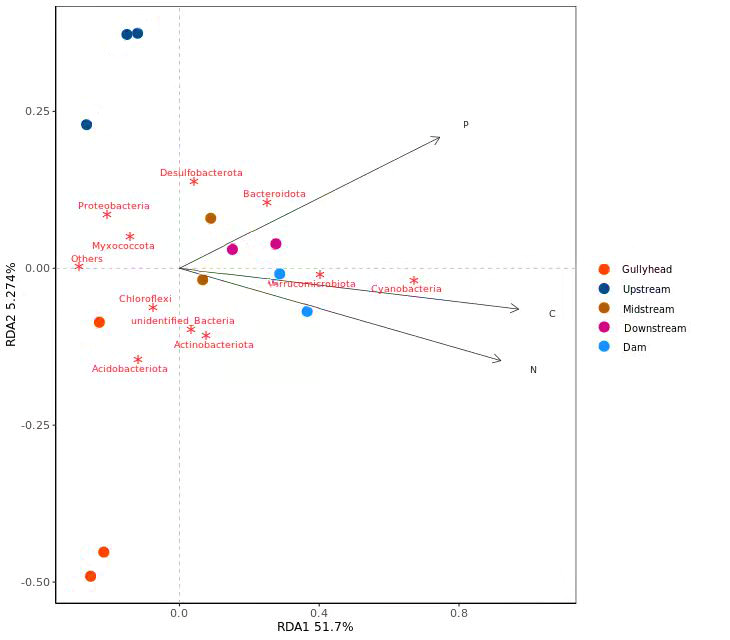 P
0.25
Desulfobacterota
Bacteroidota
Proteobacteria
Myxococcota
Others
0.00
Verrucomicrobiota
Cyanobacteria
Chloroflexi
C
unidentified_Bacteria
Actinobacteriota
Acidobacteriota
N
-0.25
-0.50
0.0
0.4
0.8
RDA1 51.7%
RDA2 5.274%
Gullyhead
Upstream
Midstream
Downstream
Dam